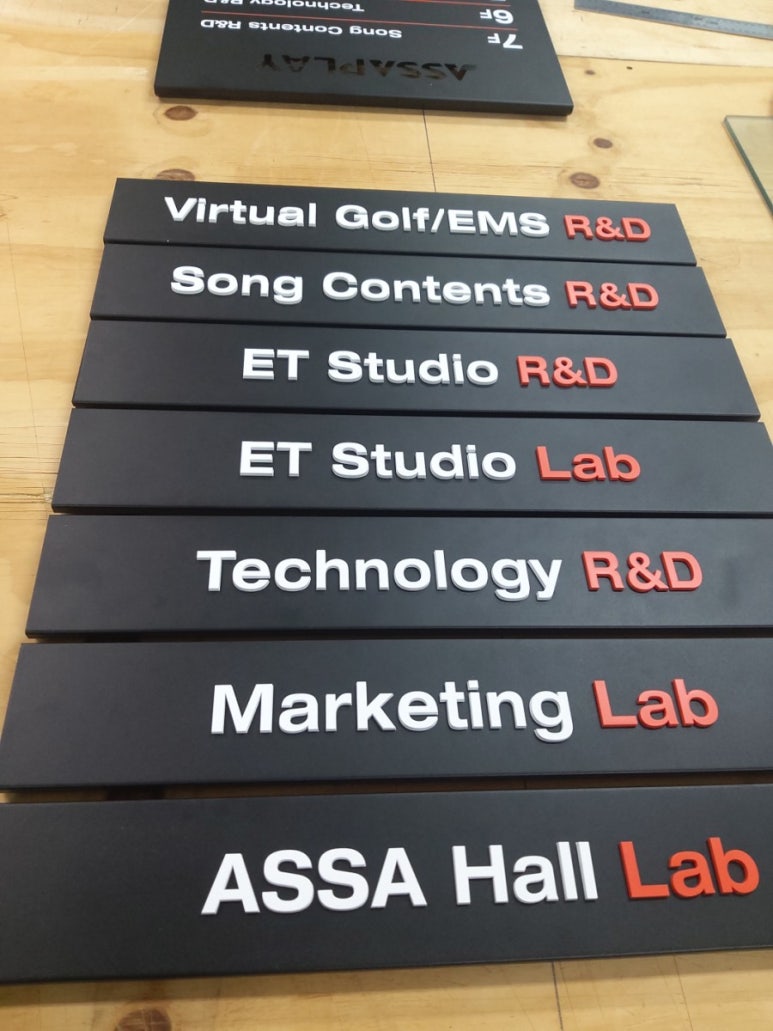 ASSAPLAY
7F Song Contents R&D
6F Technology R&D
Virtual Golf/EMS R&D
Song Contents R&D
ET Studio R&D
ET Studio Lab
Technology R&D
Marketing Lab
ASSA Hall Lab